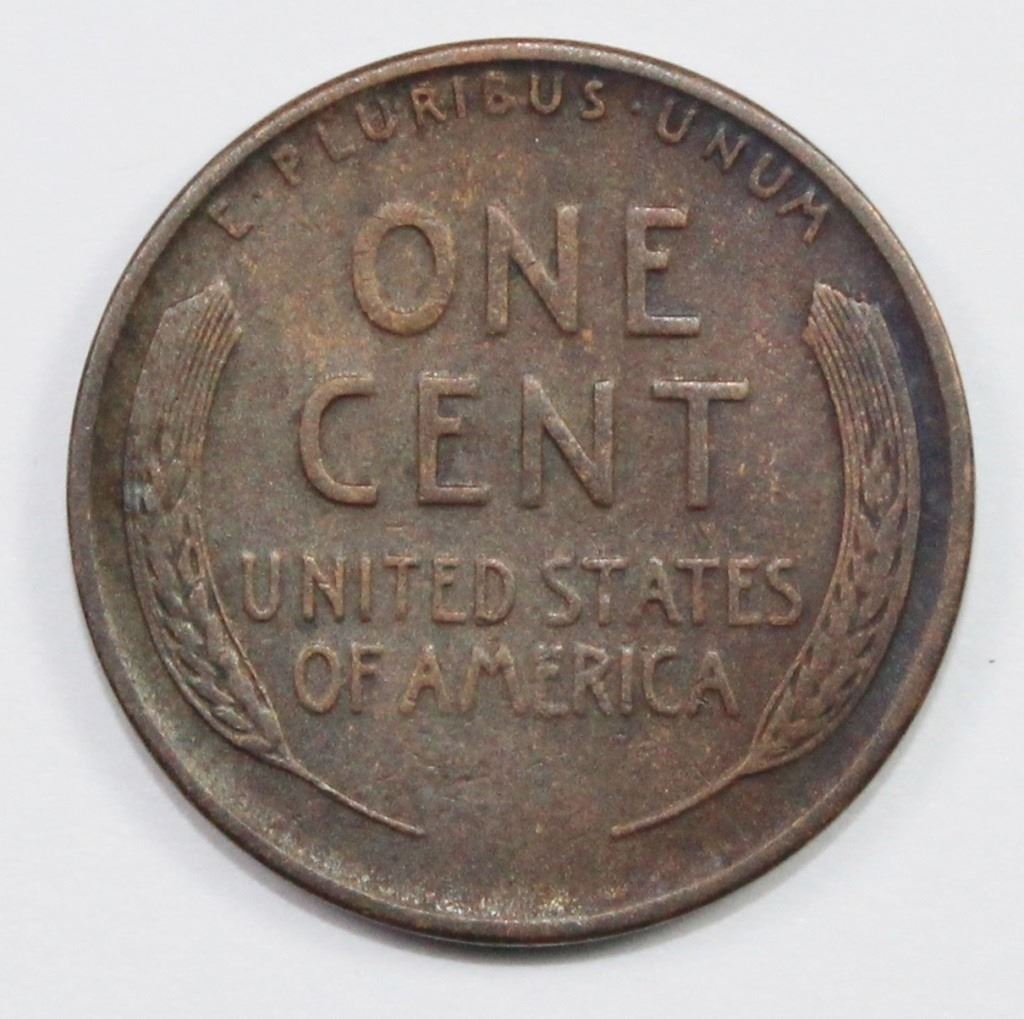 E·PLURIBUS·UNUM
ONE
CENT
UNITED STATES
OF AMERICA